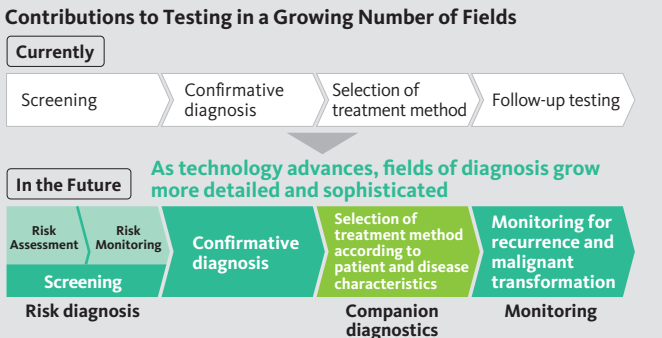 Contributions to Testing in a Growing Number of Fields
Currently
Screening
Confirmative
diagnosis
Selection of
treatment method
Follow-up testing
In the Future
As technology advances, fields of diagnosis grow
more detailed and sophisticated
Risk
Assessment
Risk
Monitoring
Screening
Confirmative
diagnosis
Selection of
treatment method
according to
patient and disease
characteristics
Monitoring for
recurrence and
malignant
transformation
Risk diagnosis
Companion
diagnostics
Monitoring